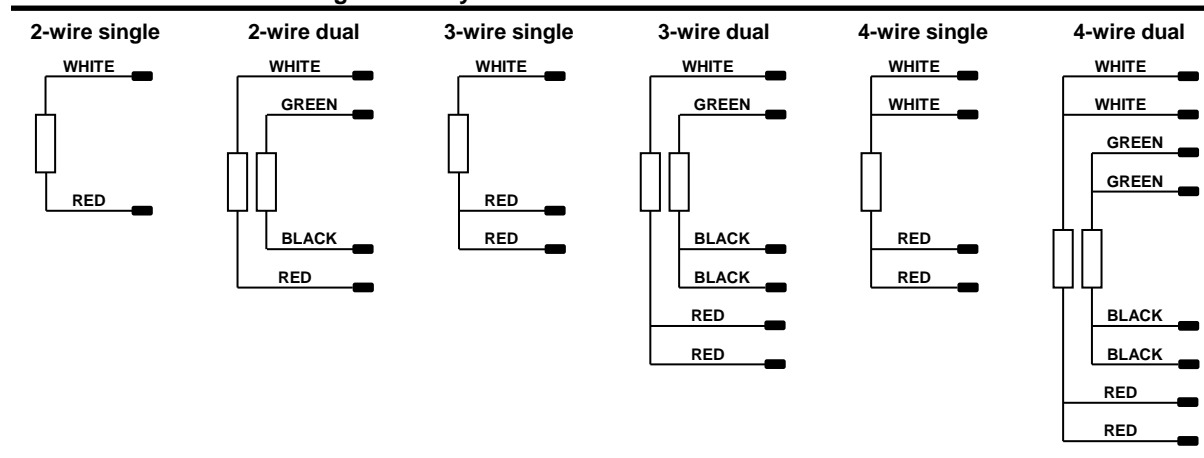 2-wire single
2-wire dual
3-wire single
3-wire dual
4-wire single
4-wire dual
WHITE
RED
WHITE
GREEN
BLACK
RED
WHITE
RED
RED
WHITE
GREEN
BLACK
BLACK
RED
RED
WHITE
WHITE
RED
RED
WHITE
WHITE
GREEN
GREEN
BLACK
BLACK
RED
RED